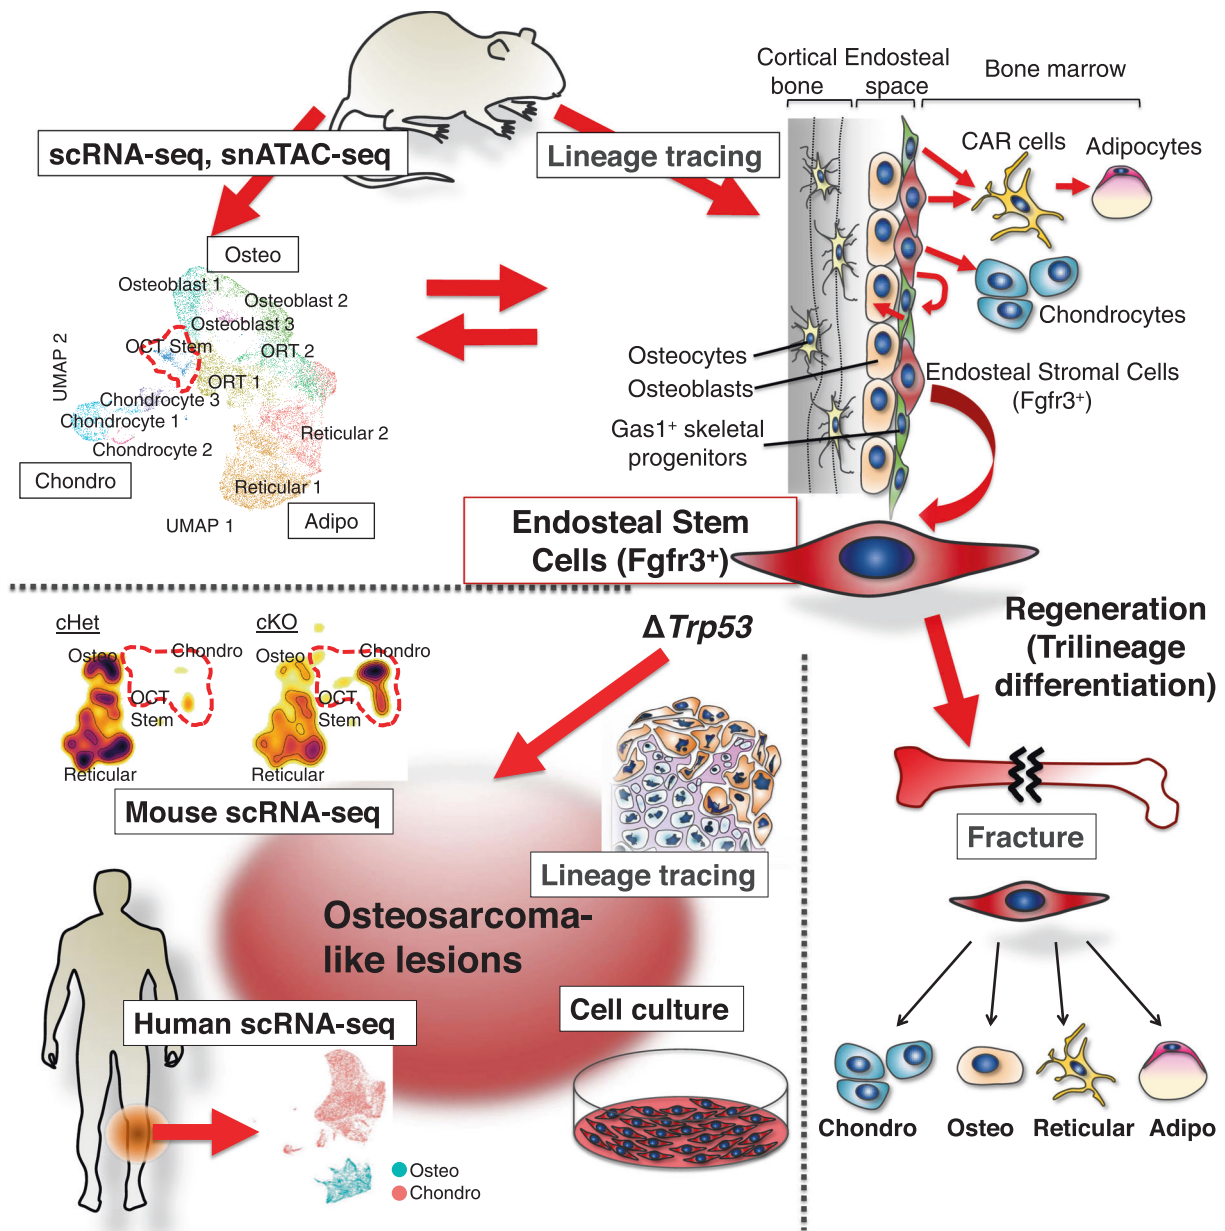 scRNA-seq, snATAC-seq
Lineage tracing
Cortical
bone
Endosteal
space
Bone marrow
CAR cells
Adipocytes
Chondrocytes
Osteocytes
Osteoblasts
Gas1⁺ skeletal
progenitors
Endosteal Stromal Cells
(Fgfr3⁺)
Osteo
Osteoblast 1
Osteoblast 2
Osteoblast 3
OCT Stem
ORT 2
ORT 1
Chondrocyte 3
Chondrocyte 1
Chondrocyte 2
Reticular 2
Reticular 1
Chondro
Adipo
UMAP 2
UMAP 1
Endosteal Stem
Cells (Fgfr3⁺)
cHet
Osteo
Chondro
OCT
Stem
Reticular
cKO
Osteo
Chondro
OCT
Stem
Reticular
Mouse scRNA-seq
Δ Trp53
Lineage tracing
Osteosarcoma-
like lesions
Human scRNA-seq
Osteo
Chondro
Cell culture
Regeneration
(Trilineage
differentiation)
Fracture
Chondro
Osteo
Reticular
Adipo